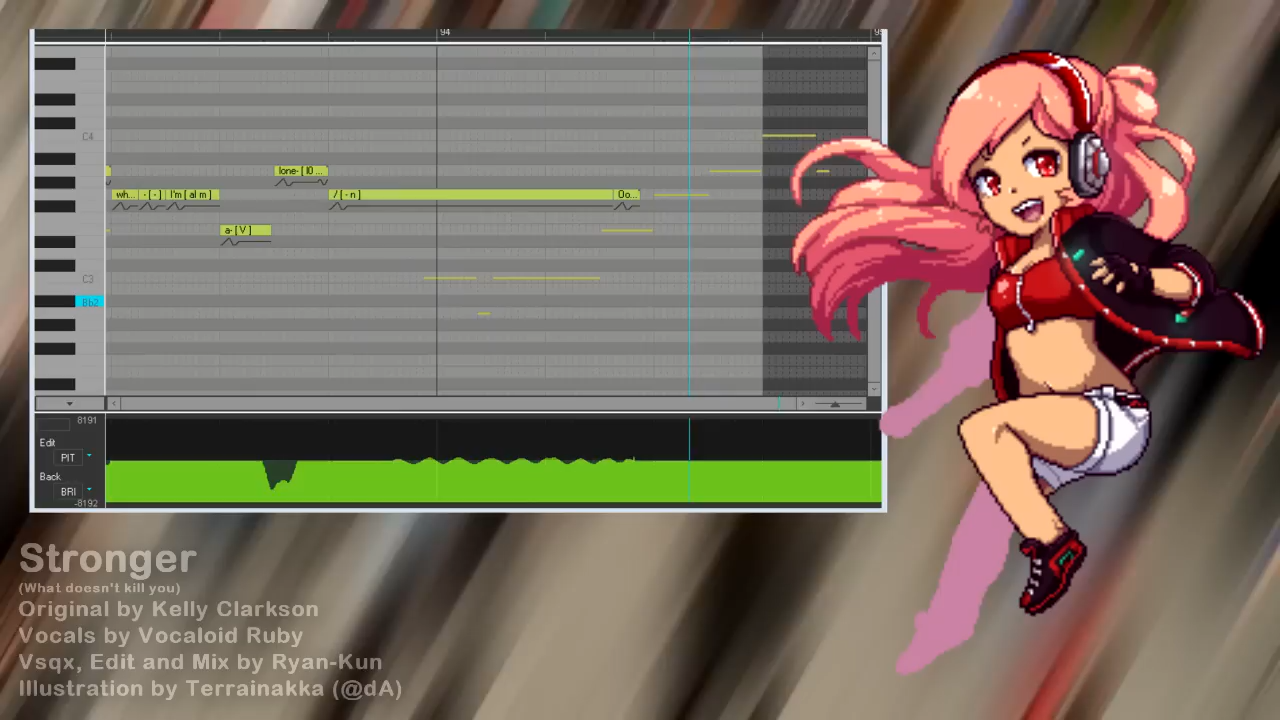 94
95
C4
lone- [ l0 ...
wh... - [ - ] I'm [ aI m ]
/ [ - n ]
Oo...
a- [ V ]
C3
Bb2
8191
Edit
PIT
Back
BRI
-8192
Stronger
(What doesn't kill you)
Original by Kelly Clarkson
Vocals by Vocaloid Ruby
Vsqx, Edit and Mix by Ryan-Kun
Illustration by Terrainakka (@dA)